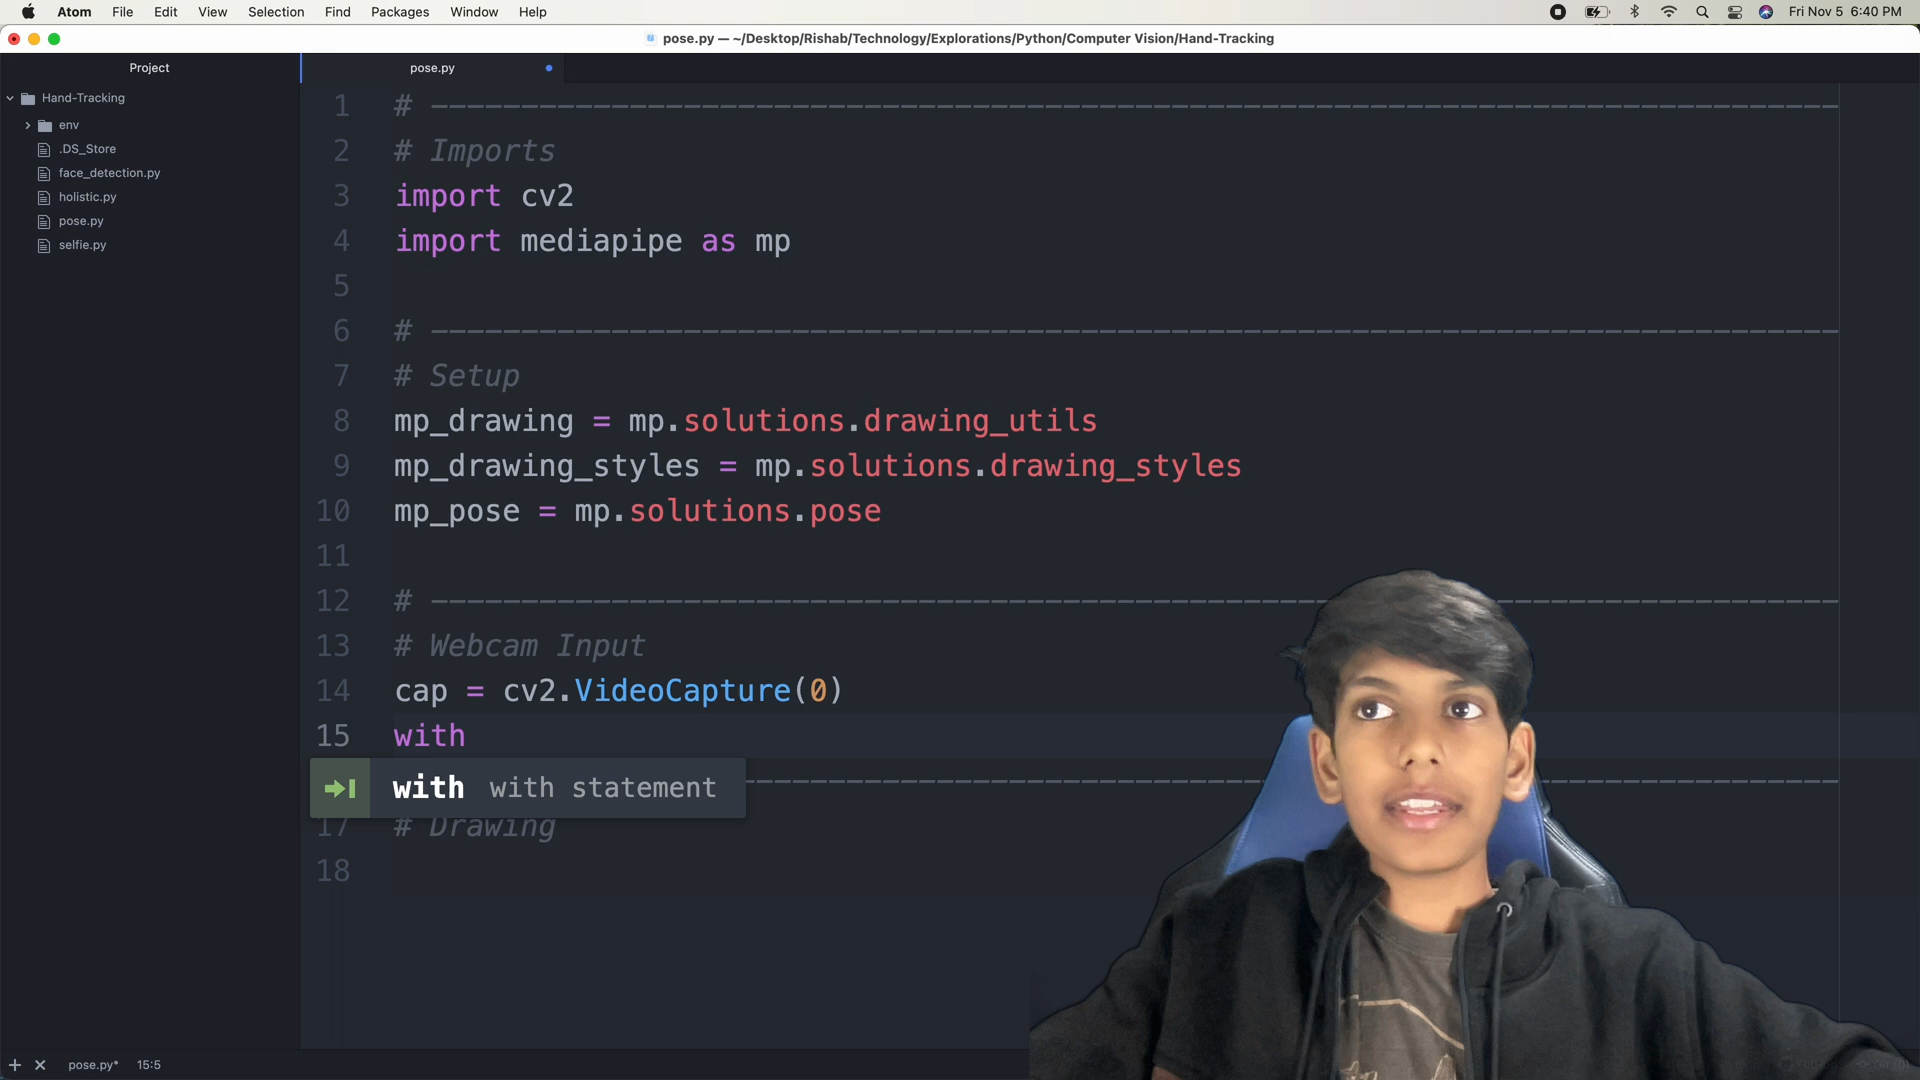 Atom File Edit View Selection Find Packages Window Help Fri Nov 5 6:40 PM
pose.py — ~/Desktop/Rishab/Technology/Explorations/Python/Computer Vision/Hand-Tracking
Project
pose.py
Hand-Tracking
env
.DS_Store
face_detection.py
holistic.py
pose.py
selfie.py
1 # ------------------------------------------------------------------------------
2 # Imports
3 import cv2
4 import mediapipe as mp
5
6 # ------------------------------------------------------------------------------
7 # Setup
8 mp_drawing = mp.solutions.drawing_utils
9 mp_drawing_styles = mp.solutions.drawing_styles
10 mp_pose = mp.solutions.pose
11
12 # ------------------------------------------------------------------------------
13 # Webcam Input
14 cap = cv2.VideoCapture(0)
15 with
with with statement
17 # Drawing
18
pose.py* 15:5